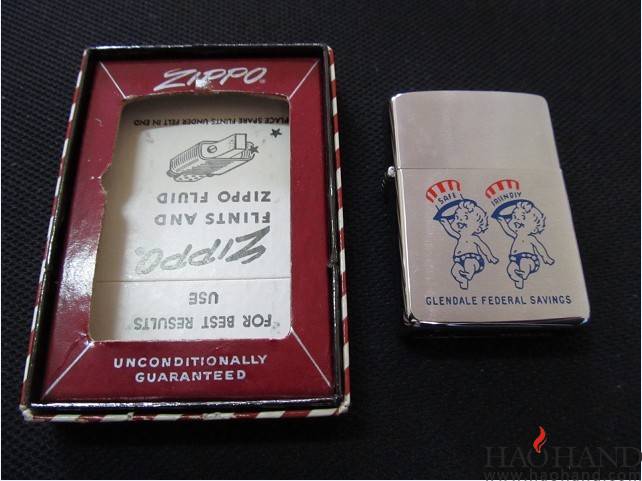 ZIPPO
PLACE SPARE FLINTS UNDER FELT IN END
FLINTS AND
ZIPPO FLUID
ZIPPO
FOR BEST RESULTS
USE
UNCONDITIONALLY
GUARANTEED
SAFE
FRIENDLY
GLENDALE FEDERAL SAVINGS
HAOHAND
www.haohand.com